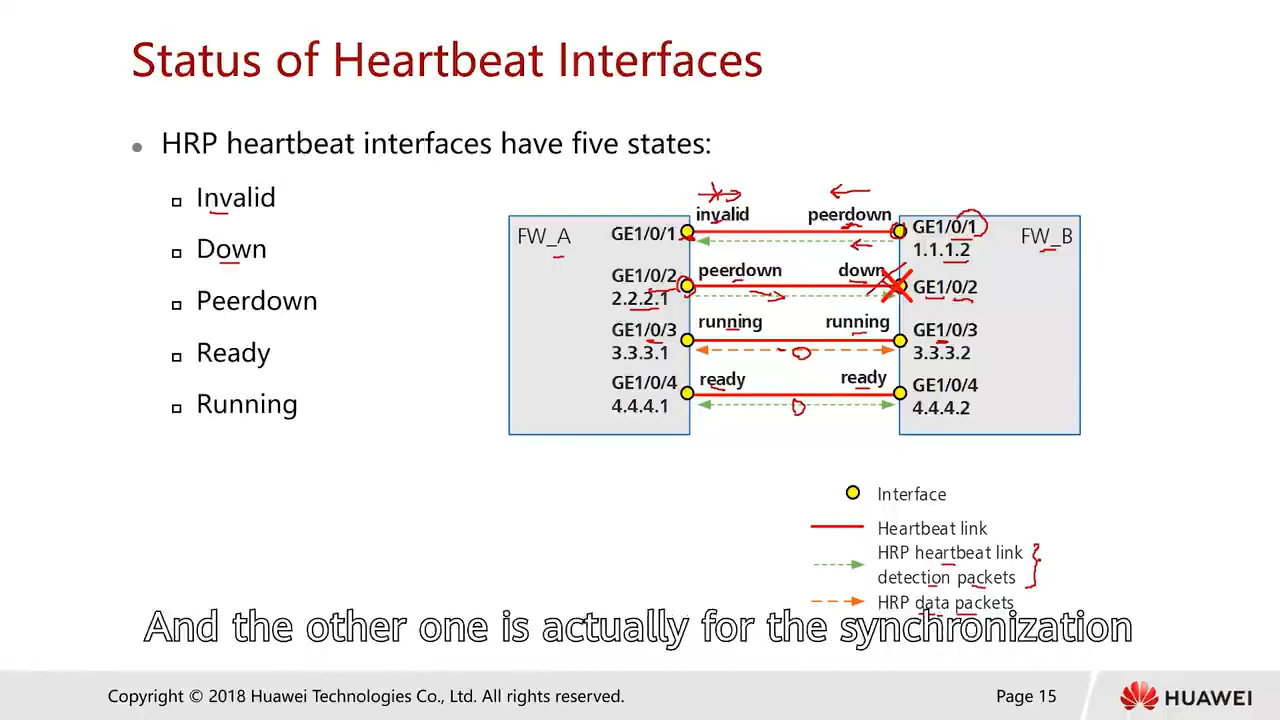 Status of Heartbeat Interfaces
HRP heartbeat interfaces have five states:
Invalid
Down
Peerdown
Ready
Running
invalid peerdown
FW_A GE1/0/1 GE1/0/1 FW_B
1.1.1.2
GE1/0/2 peerdown down GE1/0/2
2.2.2.1
GE1/0/3 running running GE1/0/3
3.3.3.1 3.3.3.2
GE1/0/4 ready ready GE1/0/4
4.4.4.1 4.4.4.2
Interface
Heartbeat link
HRP heartbeat link
detection packets
HRP data packets
And the other one is actually for the synchronization
Copyright © 2018 Huawei Technologies Co., Ltd. All rights reserved. Page 15 HUAWEI